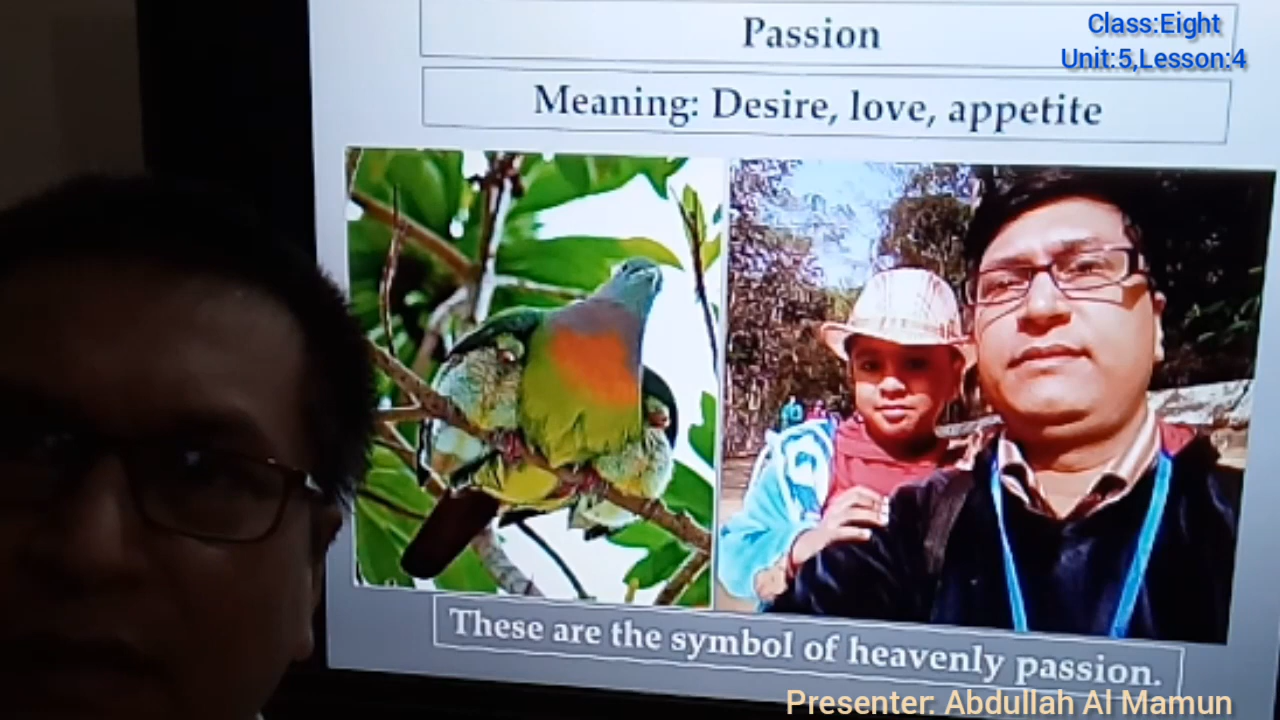 Passion
Class:Eight
Unit:5,Lesson:4
Meaning: Desire, love, appetite
These are the symbol of heavenly passion.
Presenter: Abdullah Al Mamun